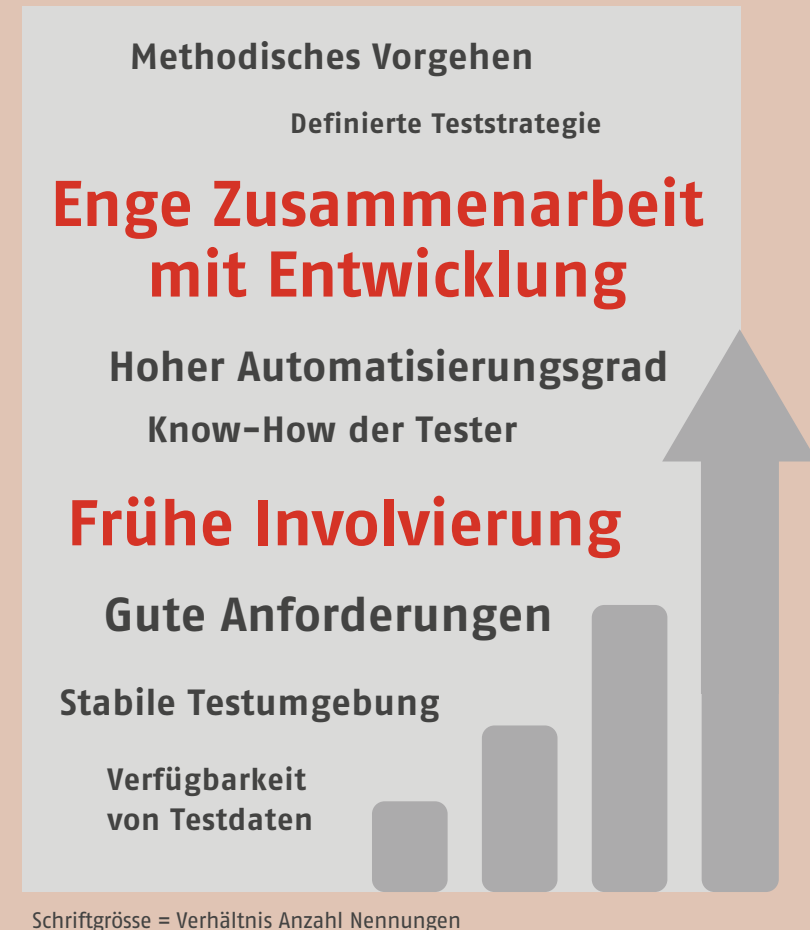 Methodisches Vorgehen
Definierte Teststrategie
Enge Zusammenarbeit
mit Entwicklung
Hoher Automatisierungsgrad
Know-How der Tester
Frühe Involvierung
Gute Anforderungen
Stabile Testumgebung
Verfügbarkeit
von Testdaten
Schriftgrösse = Verhältnis Anzahl Nennungen